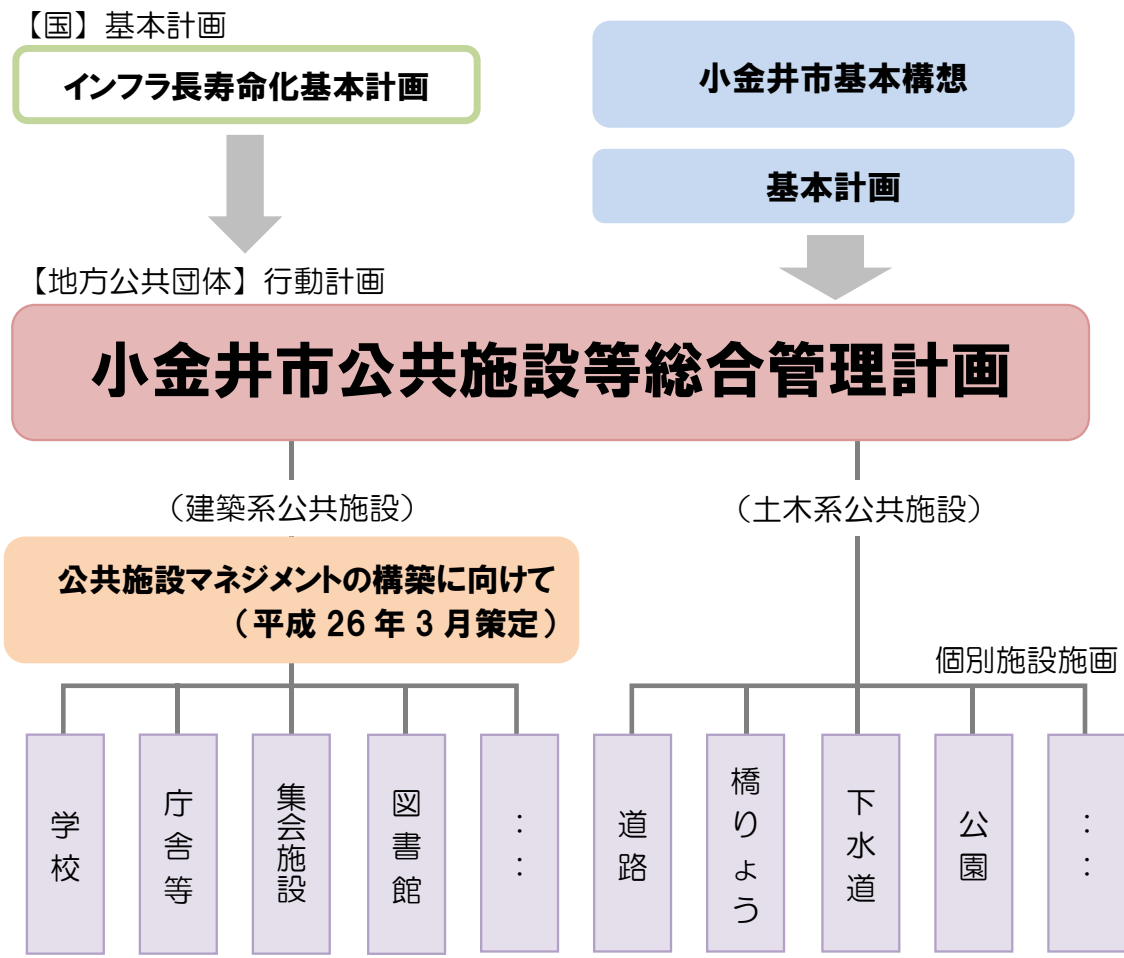 【国】基本計画
インフラ長寿命化基本計画
小金井市基本構想
基本計画
【地方公共団体】行動計画
小金井市公共施設等総合管理計画
（建築系公共施設）
（土木系公共施設）
公共施設マネジメントの構築に向けて
（平成 26 年 3 月策定）
個別施設施画
学校
庁舎等
集会施設
図書館
：：
道路
橋りょう
下水道
公園
：：